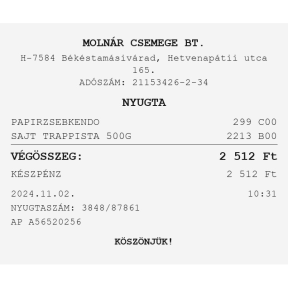 MOLNÁR CSEMEGE BT.
H-7584 Békéstamásivárad, Hetvenapátii utca
165.
ADÓSZÁM: 21153426-2-34
NYUGTA
PAPIRZSEBKENDO 299 C00
SAJT TRAPPISTA 500G 2213 B00
VÉGÖSSZEG: 2 512 Ft
KÉSZPÉNZ 2 512 Ft
2024.11.02. 10:31
NYUGTASZÁM: 3848/87861
AP A56520256
KÖSZÖNJÜK!